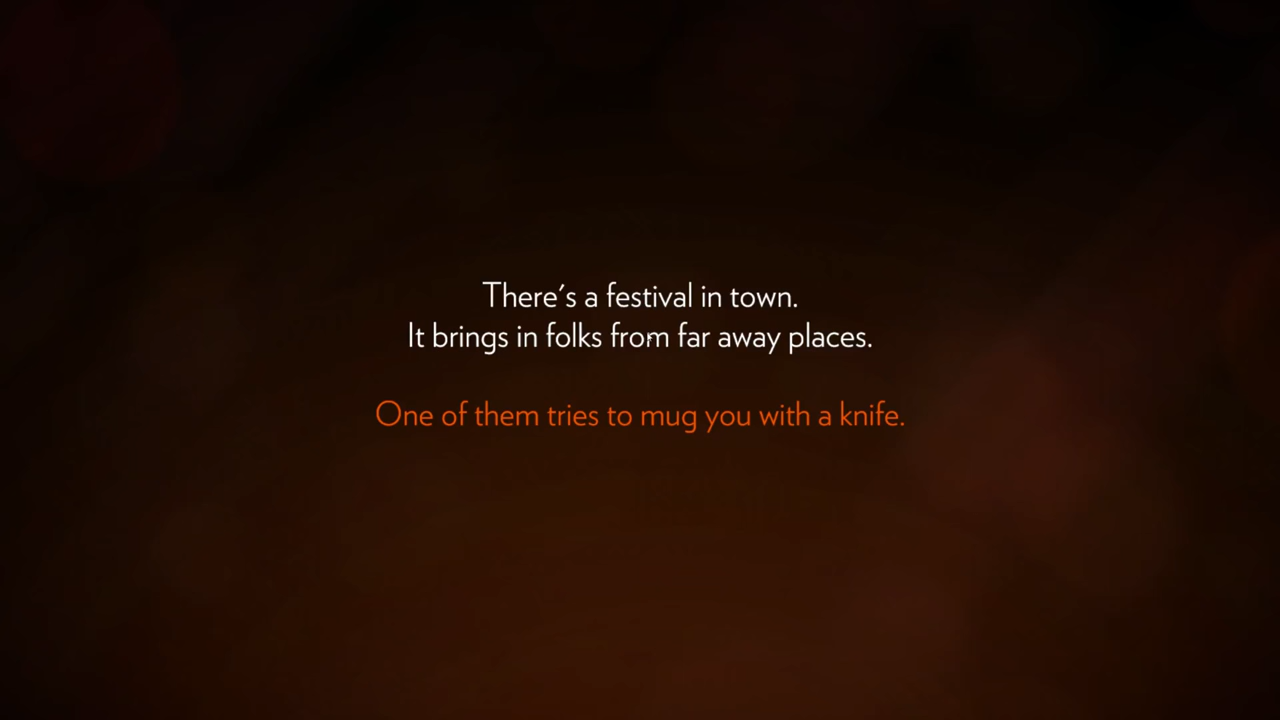 There's a festival in town.
It brings in folks from far away places.
One of them tries to mug you with a knife.